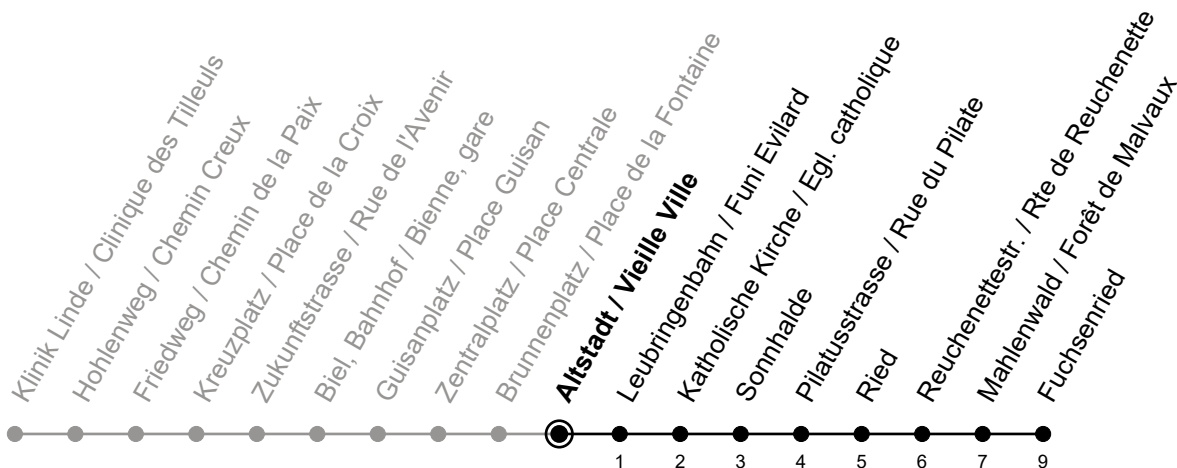 Klinik Linde / Clinique des Tilleuls
Hohlenweg / Chemin Creux
Friedweg / Chemin de la Paix
Kreuzplatz / Place de la Croix
Zukunftstrasse / Rue de l'Avenir
Biel, Bahnhof / Bienne, gare
Guisanplatz / Place Guisan
Zentralplatz / Place Centrale
Brunnenplatz / Place de la Fontaine
Altstadt / Vieille Ville
Leubringenbahn / Funi Evilard
Katholische Kirche / Egl. catholique
Sonnhalde
Pilatusstrasse / Rue du Pilate
Ried
Reuchenettestr. / Rte de Reuchenette
Mahlenwald / Forêt de Malvaux
Fuchsenried
1 2 3 4 5 6 7 9